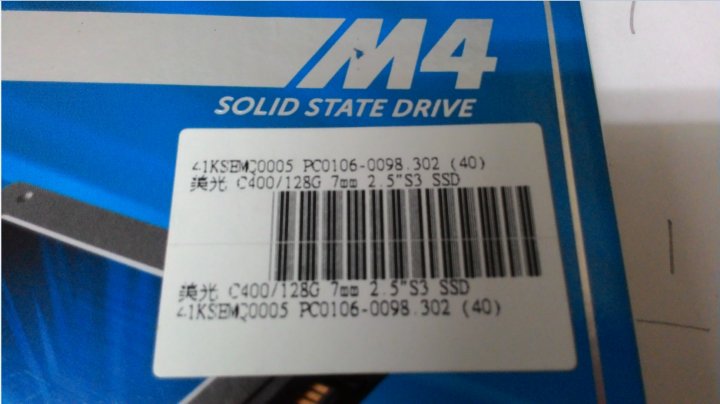 M4
SOLID STATE DRIVE
41KSEMQ0005 PC0106-0098.302 (40)
美光 C400/128G 7mm 2.5"S3 SSD
美光 C400/128G 7mm 2.5"S3 SSD
41KSEMQ0005 PC0106-0098.302 (40)